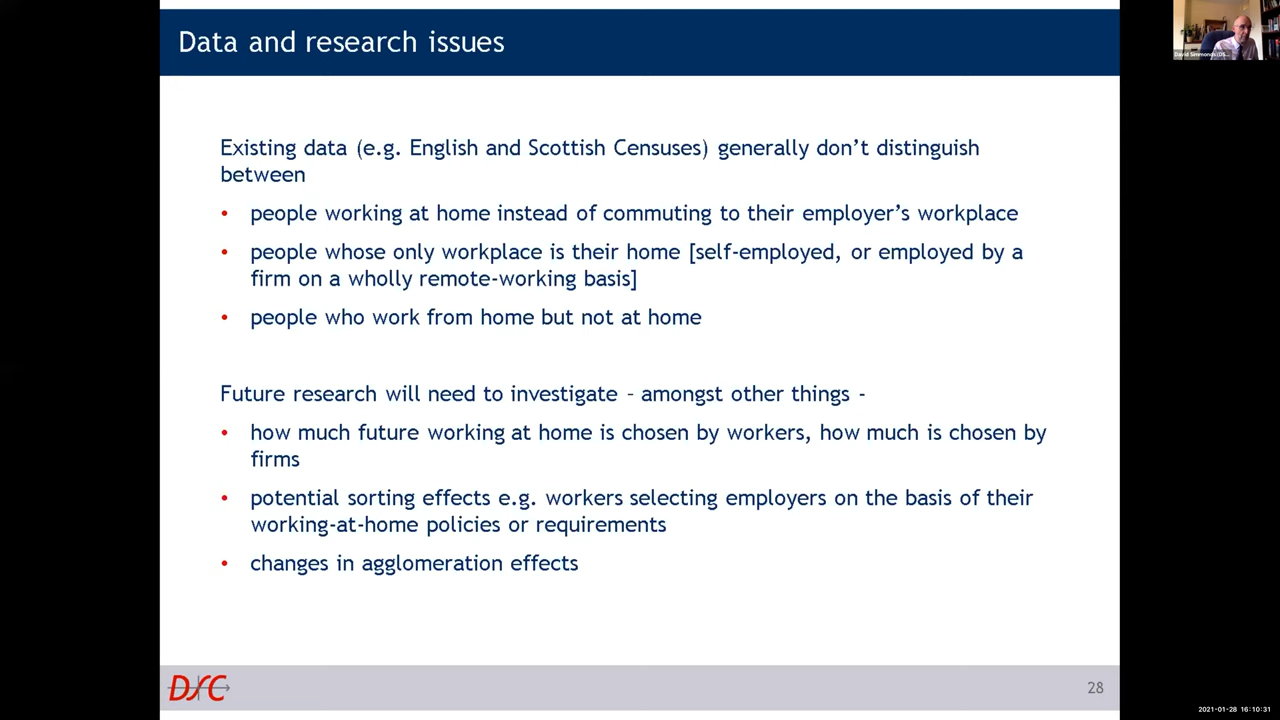 Data and research issues
David Simmonds (DS...
Existing data (e.g. English and Scottish Censuses) generally don’t distinguish
between
• people working at home instead of commuting to their employer’s workplace
• people whose only workplace is their home [self-employed, or employed by a
firm on a wholly remote-working basis]
• people who work from home but not at home
Future research will need to investigate – amongst other things -
• how much future working at home is chosen by workers, how much is chosen by
firms
• potential sorting effects e.g. workers selecting employers on the basis of their
working-at-home policies or requirements
• changes in agglomeration effects
DSC
28
2021-01-28 16:10:31